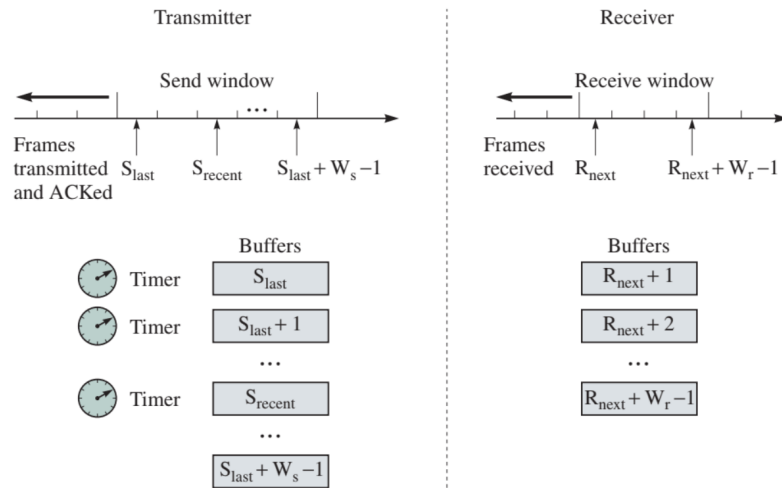 Transmitter
Send window
...
Frames
transmitted
and ACKed
S_last
S_recent
S_last + W_s − 1
Buffers
Timer S_last
Timer S_last + 1
...
Timer S_recent
...
S_last + W_s − 1
Receiver
Receive window
Frames
received
R_next
R_next + W_r − 1
Buffers
R_next + 1
R_next + 2
...
R_next + W_r − 1